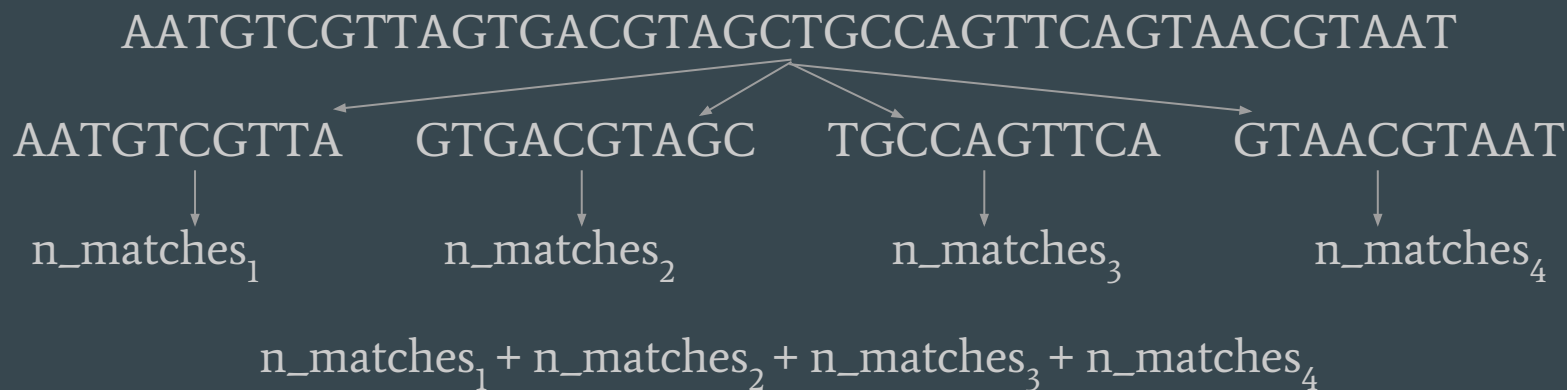 AATGTCGTTAGTGACGTAGCTGCCAGTTCAGTAACGTAAT
AATGTCGTTA GTGACGTAGC TGCCAGTTCA GTAACGTAAT
n_matches₁ n_matches₂ n_matches₃ n_matches₄
n_matches₁ + n_matches₂ + n_matches₃ + n_matches₄